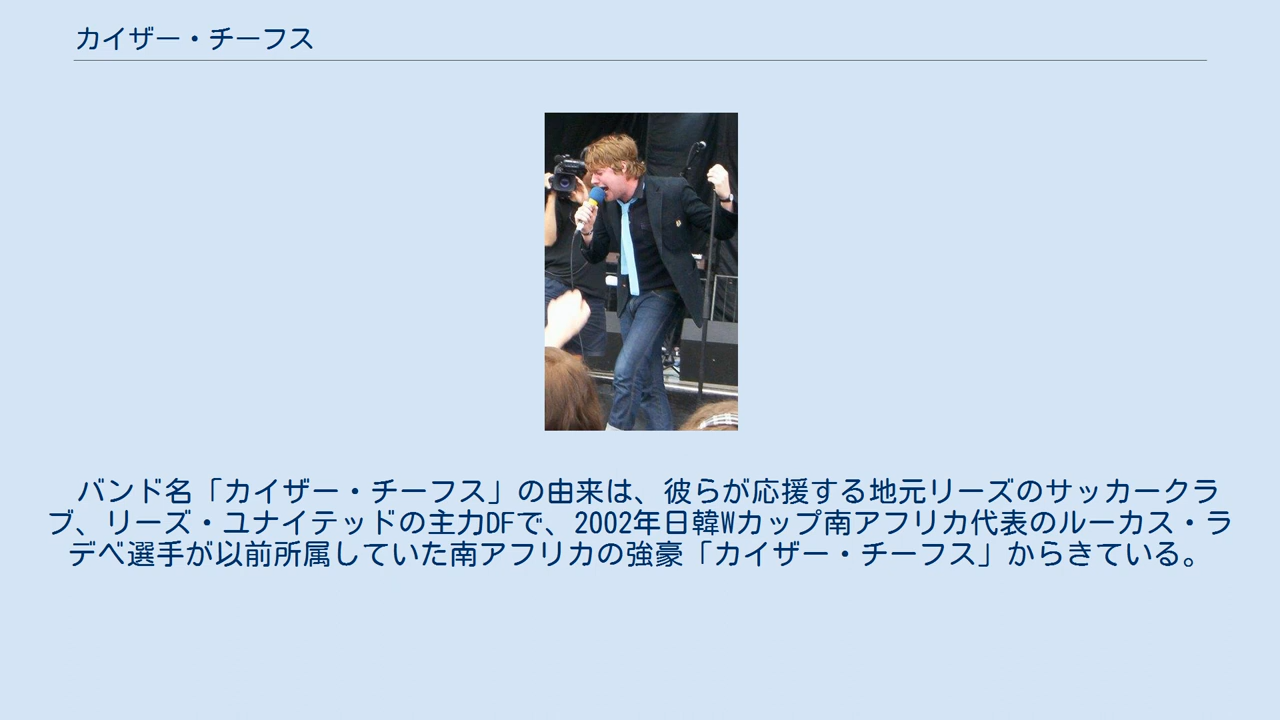 カイザー・チーフス
バンド名「カイザー・チーフス」の由来は、彼らが応援する地元リーズのサッカークラ
ブ、リーズ・ユナイテッドの主力DFで、2002年日韓Wカップ南アフリカ代表のルーカス・ラ
デベ選手が以前所属していた南アフリカの強豪「カイザー・チーフス」からきている。